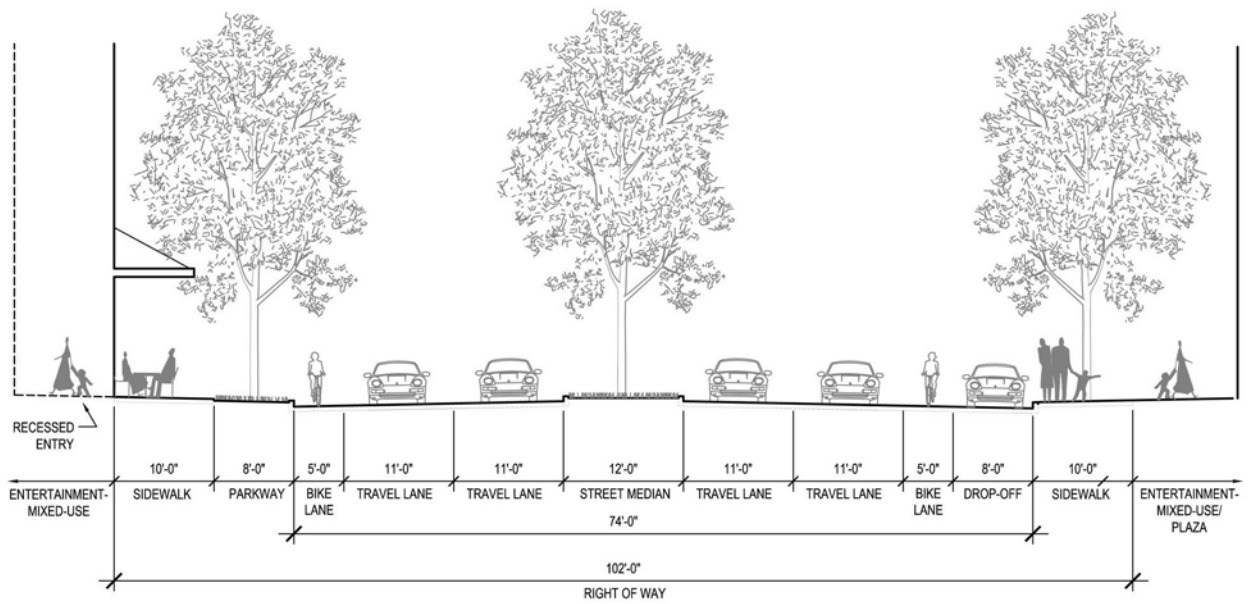 RECESSED
ENTRY
10'-0" 8'-0" 5'-0" 11'-0" 11'-0" 12'-0" 11'-0" 11'-0" 5'-0" 8'-0" 10'-0"
ENTERTAINMENT-
MIXED-USE
SIDEWALK
PARKWAY
BIKE
LANE
TRAVEL LANE
TRAVEL LANE
STREET MEDIAN
TRAVEL LANE
TRAVEL LANE
BIKE
LANE
DROP-OFF
SIDEWALK
ENTERTAINMENT-
MIXED-USE/
PLAZA
74'-0"
102'-0"
RIGHT OF WAY